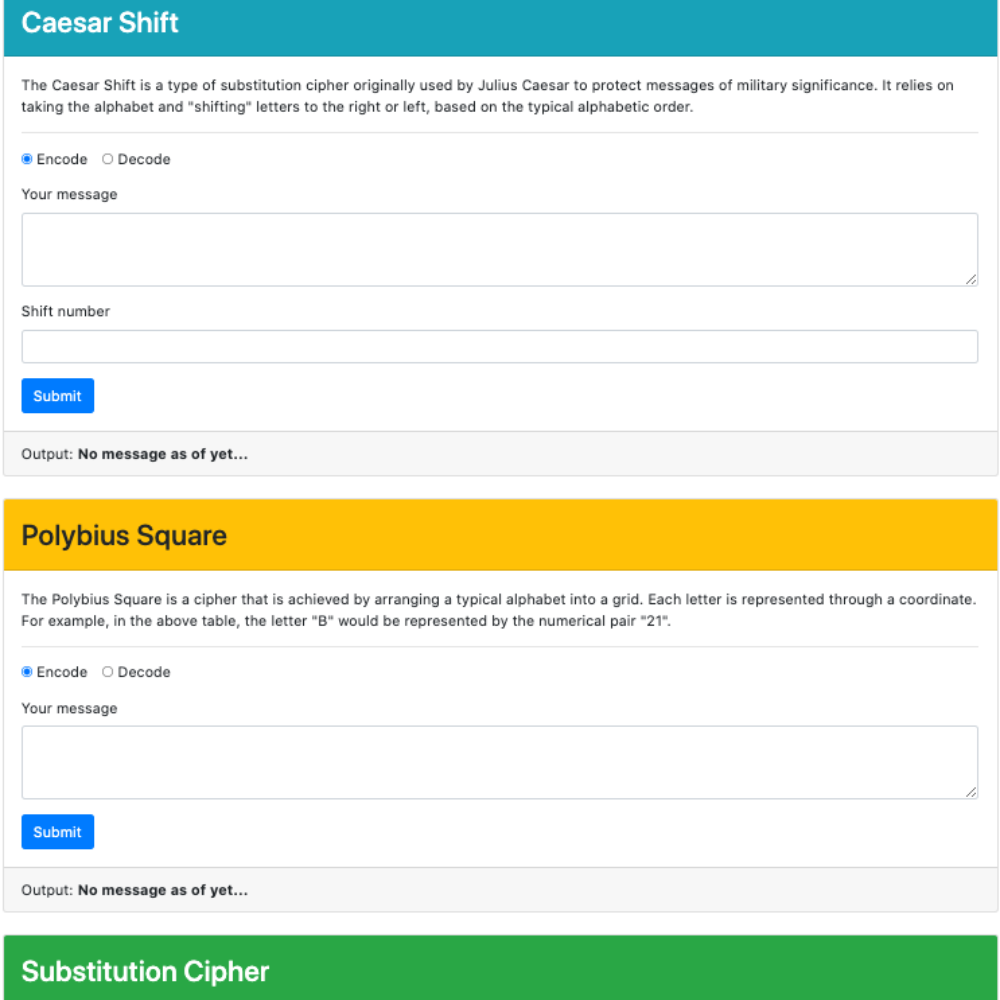 Caesar Shift
The Caesar Shift is a type of substitution cipher originally used by Julius Caesar to protect messages of military significance. It relies on
taking the alphabet and "shifting" letters to the right or left, based on the typical alphabetic order.
Encode Decode
Your message
Shift number
Submit
Output: No message as of yet...
Polybius Square
The Polybius Square is a cipher that is achieved by arranging a typical alphabet into a grid. Each letter is represented through a coordinate.
For example, in the above table, the letter "B" would be represented by the numerical pair "21".
Encode Decode
Your message
Submit
Output: No message as of yet...
Substitution Cipher